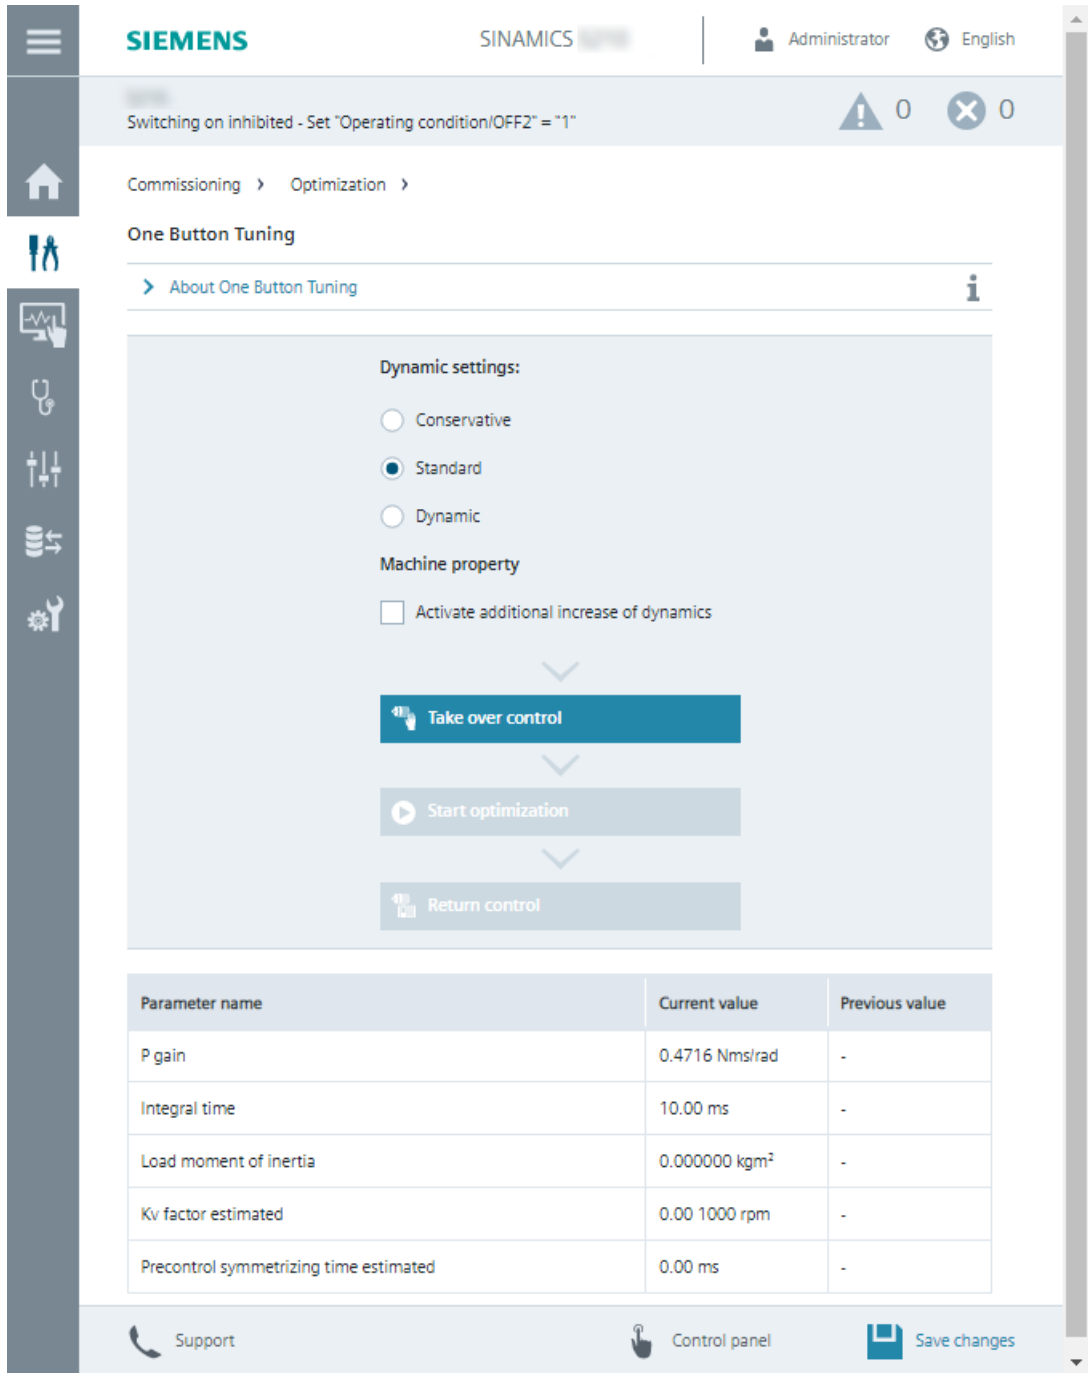 SIEMENS
SINAMICS
Administrator
English
Switching on inhibited - Set "Operating condition/OFF2" = "1"
0
0
Commissioning > Optimization >
One Button Tuning
About One Button Tuning
Dynamic settings:
Conservative
Standard
Dynamic
Machine property
Activate additional increase of dynamics
Take over control
Start optimization
Return control
Parameter name Current value Previous value
P gain 0.4716 Nms/rad -
Integral time 10.00 ms -
Load moment of inertia 0.000000 kgm² -
Kv factor estimated 0.00 1000 rpm -
Precontrol symmetrizing time estimated 0.00 ms -
Support
Control panel
Save changes